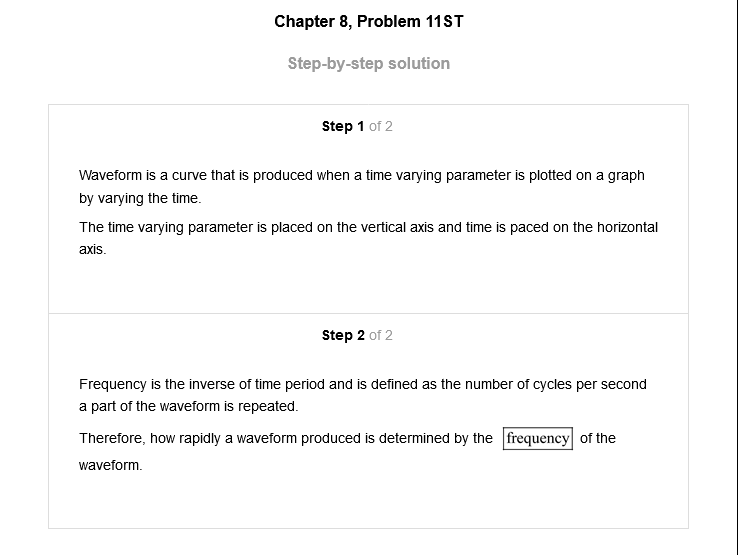 Chapter 8, Problem 11ST
Step-by-step solution
Step 1 of 2
Waveform is a curve that is produced when a time varying parameter is plotted on a graph
by varying the time.
The time varying parameter is placed on the vertical axis and time is paced on the horizontal
axis.
Step 2 of 2
Frequency is the inverse of time period and is defined as the number of cycles per second
a part of the waveform is repeated.
Therefore, how rapidly a waveform produced is determined by the frequency of the
waveform.